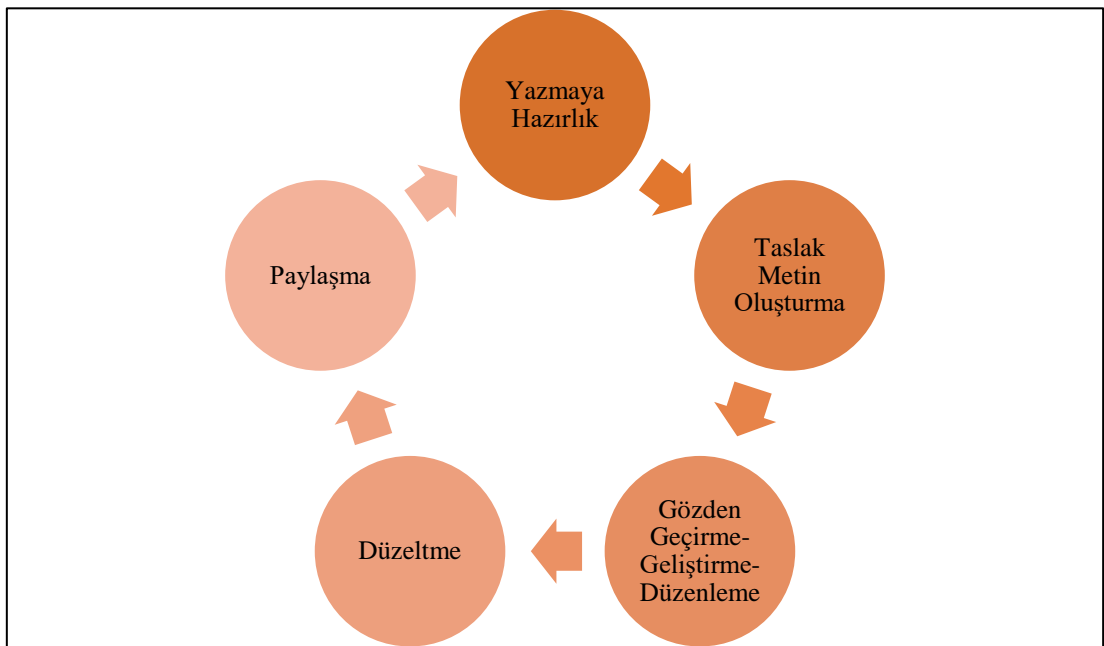 Yazmaya
Hazırlık
Taslak
Metin
Oluşturma
Gözden
Geçirme-
Geliştirme-
Düzenleme
Düzeltme
Paylaşma